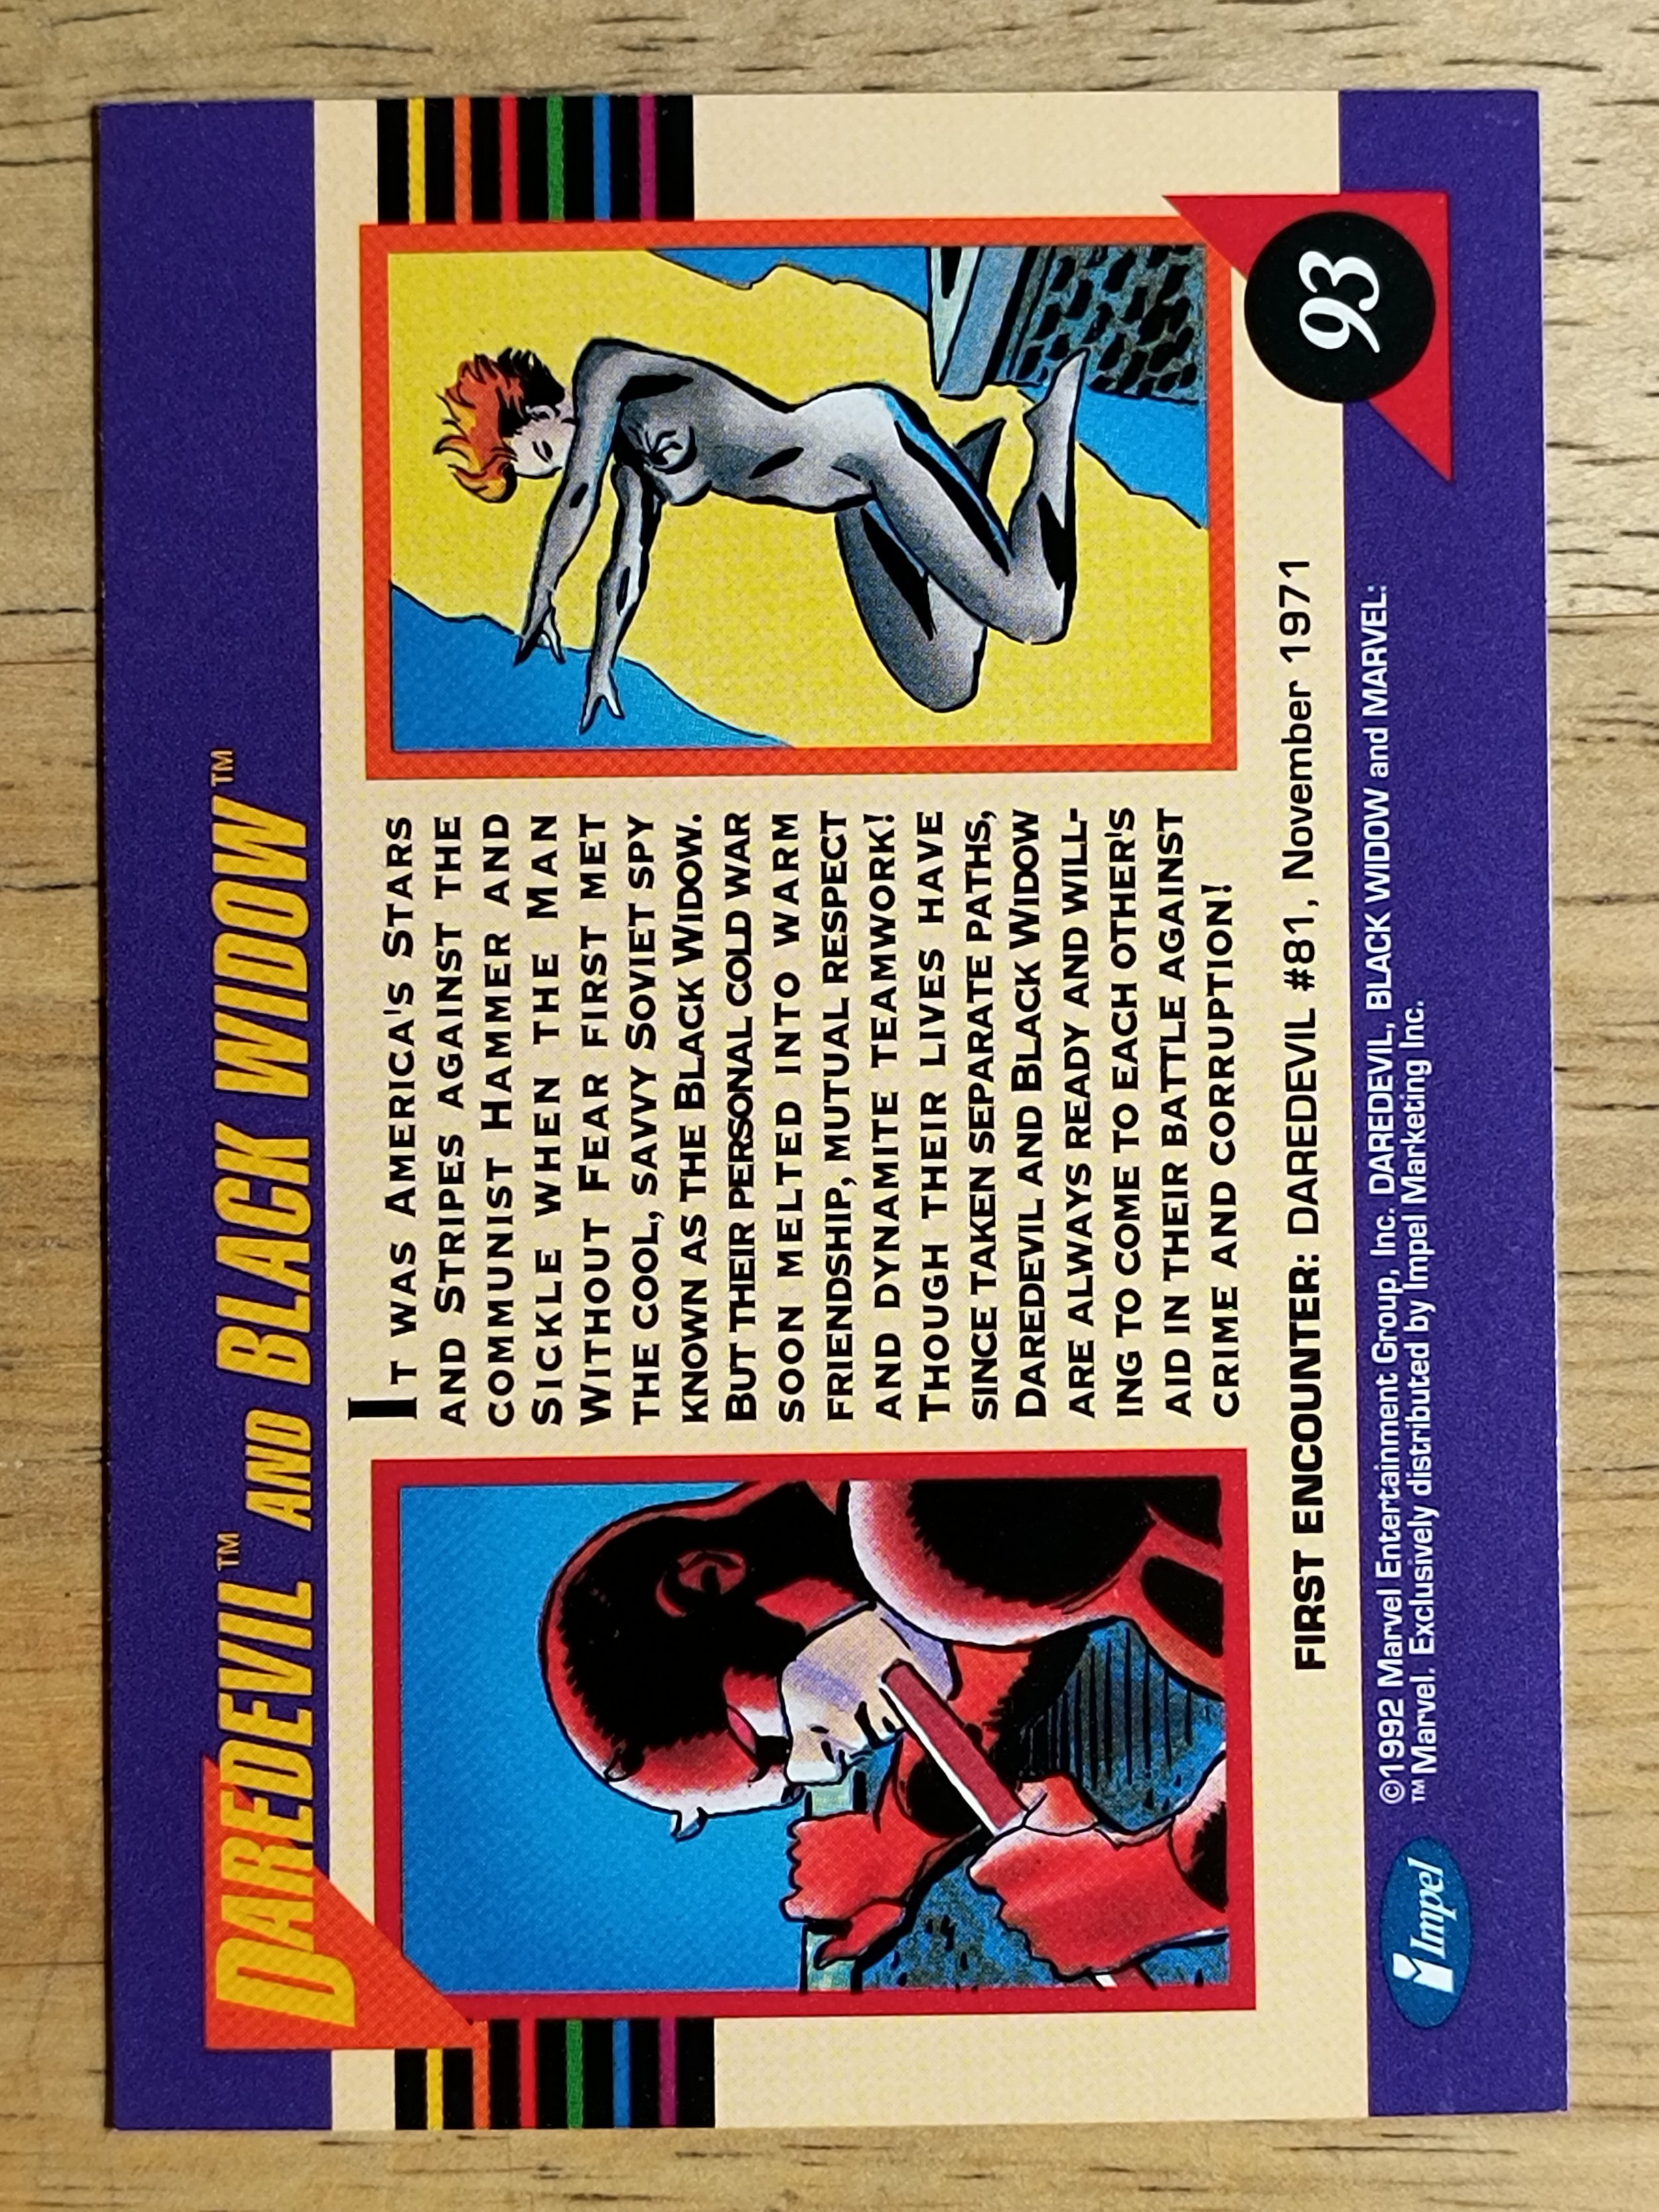 DAREDEVIL™ AND BLACK WIDOW™
IT WAS AMERICA'S STARS
AND STRIPES AGAINST THE
COMMUNIST HAMMER AND
SICKLE WHEN THE MAN
WITHOUT FEAR FIRST MET
THE COOL, SAVVY SOVIET SPY
KNOWN AS THE BLACK WIDOW.
BUT THEIR PERSONAL COLD WAR
SOON MELTED INTO WARM
FRIENDSHIP, MUTUAL RESPECT
AND DYNAMITE TEAMWORK!
THOUGH THEIR LIVES HAVE
SINCE TAKEN SEPARATE PATHS,
DAREDEVIL AND BLACK WIDOW
ARE ALWAYS READY AND WILL-
ING TO COME TO EACH OTHER'S
AID IN THEIR BATTLE AGAINST
CRIME AND CORRUPTION!
FIRST ENCOUNTER: DAREDEVIL #81, November 1971
93
Impel
©1992 Marvel Entertainment Group, Inc. DAREDEVIL, BLACK WIDOW and MARVEL:
™Marvel. Exclusively distributed by Impel Marketing Inc.